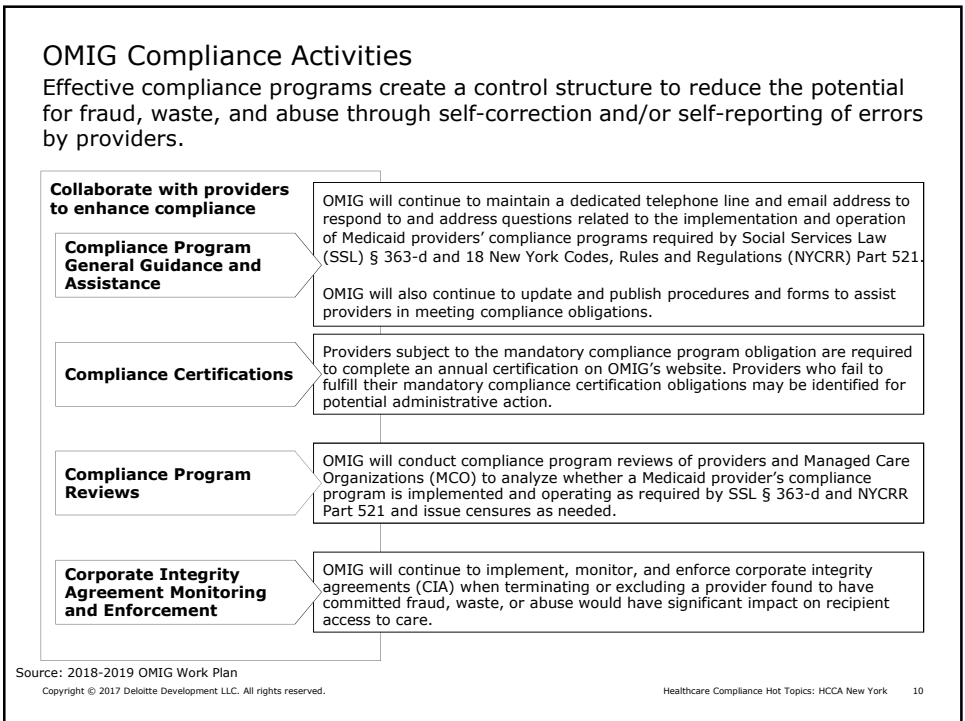 OMIG Compliance Activities
Effective compliance programs create a control structure to reduce the potential
for fraud, waste, and abuse through self-correction and/or self-reporting of errors
by providers.
Collaborate with providers
to enhance compliance
Compliance Program
General Guidance and
Assistance
OMIG will continue to maintain a dedicated telephone line and email address to
respond to and address questions related to the implementation and operation
of Medicaid providers’ compliance programs required by Social Services Law
(SSL) § 363-d and 18 New York Codes, Rules and Regulations (NYCRR) Part 521.
OMIG will also continue to update and publish procedures and forms to assist
providers in meeting compliance obligations.
Compliance Certifications
Providers subject to the mandatory compliance program obligation are required
to complete an annual certification on OMIG’s website. Providers who fail to
fulfill their mandatory compliance certification obligations may be identified for
potential administrative action.
Compliance Program
Reviews
OMIG will conduct compliance program reviews of providers and Managed Care
Organizations (MCO) to analyze whether a Medicaid provider’s compliance
program is implemented and operating as required by SSL § 363-d and NYCRR
Part 521 and issue censures as needed.
Corporate Integrity
Agreement Monitoring
and Enforcement
OMIG will continue to implement, monitor, and enforce corporate integrity
agreements (CIA) when terminating or excluding a provider found to have
committed fraud, waste, or abuse would have significant impact on recipient
access to care.
Source: 2018-2019 OMIG Work Plan
Copyright © 2017 Deloitte Development LLC. All rights reserved.
Healthcare Compliance Hot Topics: HCCA New York 10